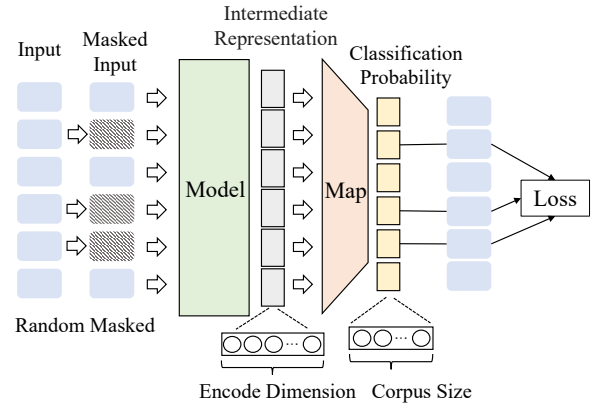 Intermediate
Representation
Input
Masked
Input
Classification
Probability
Model
Map
Loss
Random Masked
...
...
Encode Dimension
Corpus Size